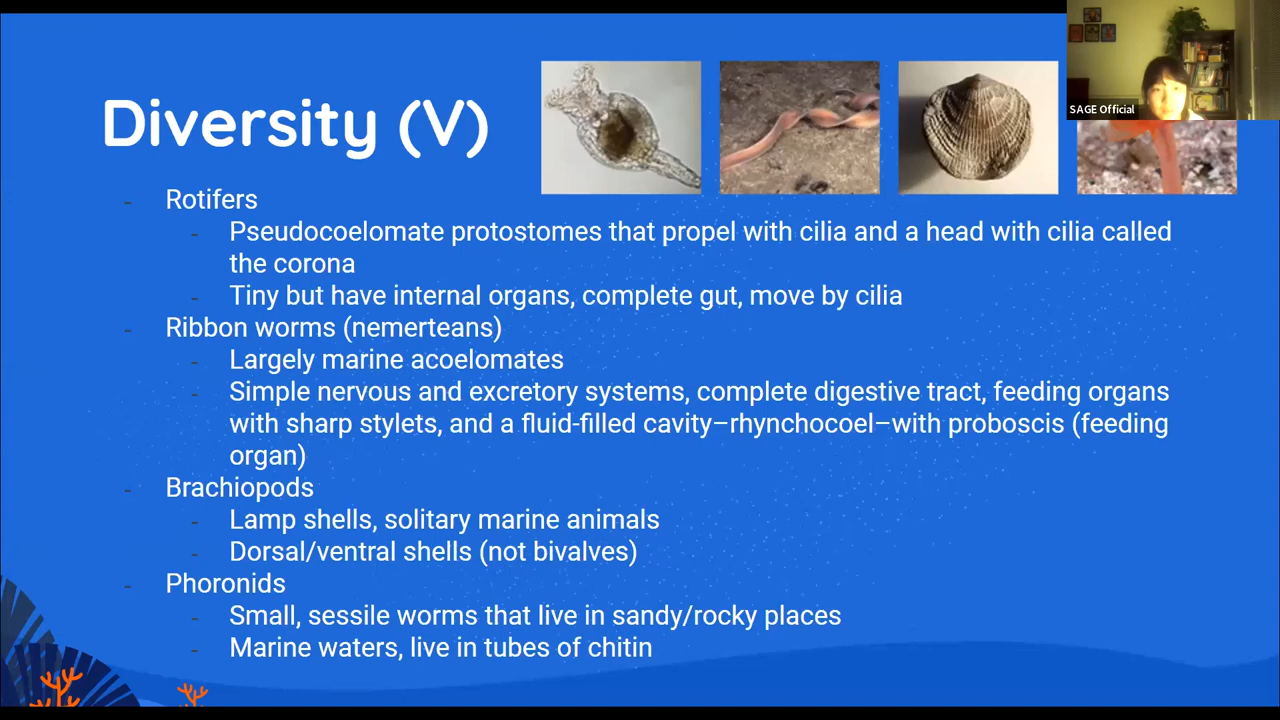 SAGE Official
Diversity (V)
- Rotifers
- Pseudocoelomate protostomes that propel with cilia and a head with cilia called
the corona
- Tiny but have internal organs, complete gut, move by cilia
- Ribbon worms (nemerteans)
- Largely marine acoelomates
- Simple nervous and excretory systems, complete digestive tract, feeding organs
with sharp stylets, and a fluid-filled cavity–rhynchocoel–with proboscis (feeding
organ)
- Brachiopods
- Lamp shells, solitary marine animals
- Dorsal/ventral shells (not bivalves)
- Phoronids
- Small, sessile worms that live in sandy/rocky places
- Marine waters, live in tubes of chitin